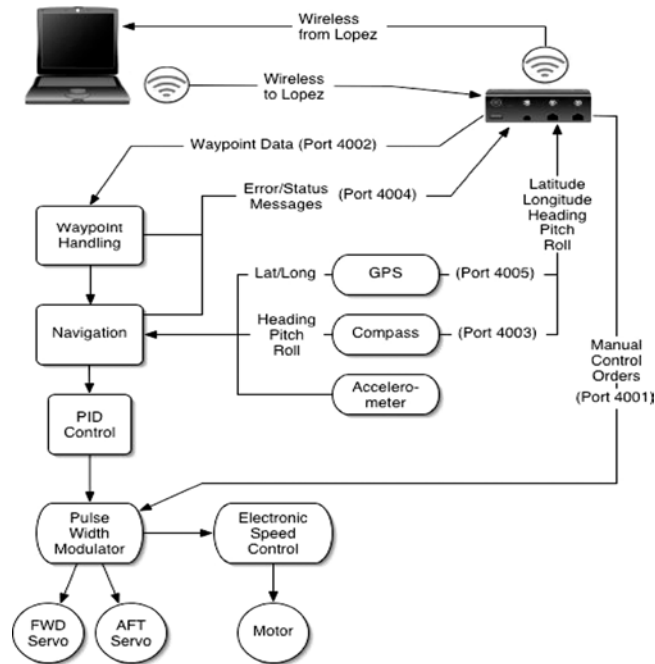 Wireless
from Lopez
Wireless
to Lopez
Waypoint Data (Port 4002)
Error/Status
Messages
(Port 4004)
Latitude
Longitude
Heading
Pitch
Roll
Waypoint
Handling
Lat/Long
GPS
(Port 4005)
Navigation
Heading
Pitch
Roll
Compass
(Port 4003)
Manual
Control
Orders
(Port 4001)
Accelero-
meter
PID
Control
Pulse
Width
Modulator
Electronic
Speed
Control
FWD
Servo
AFT
Servo
Motor